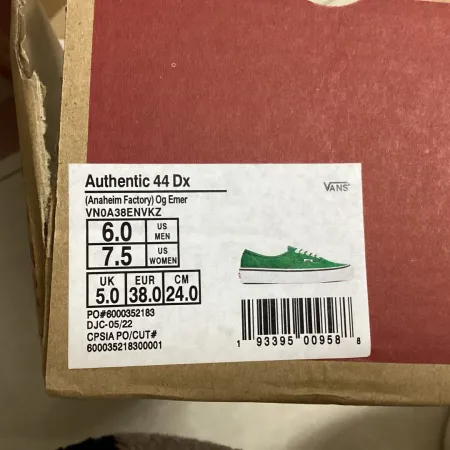 Authentic 44 Dx
VANS
(Anaheim Factory) Og Emer
VN0A38ENVKZ
6.0 US MEN
7.5 US WOMEN
UK EUR CM
5.0 38.0 24.0
PO#6000352183
DJC-05/22
CPSIA PO/CUT#
600035218300001
1 93395 00958 8